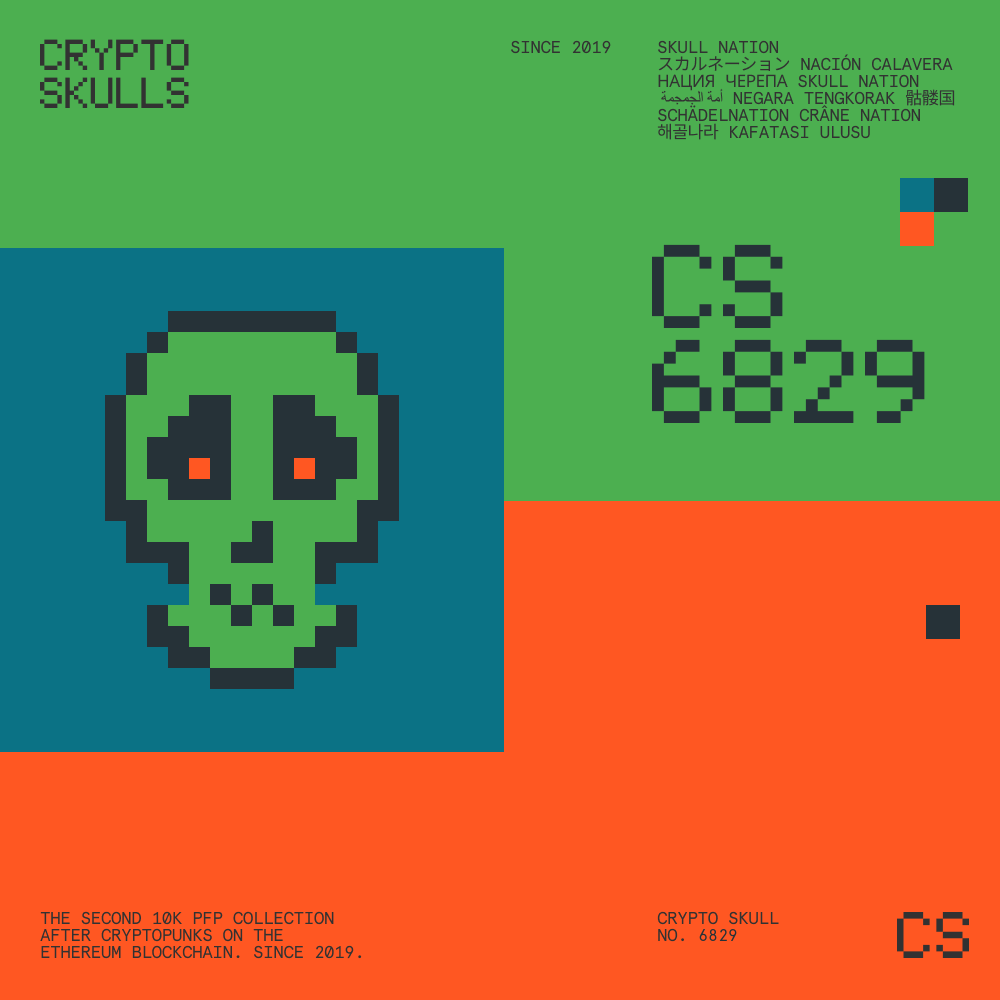 CRYPTO
SKULLS
SINCE 2019
SKULL NATION
スカルネーション NACIÓN CALAVERA
НАЦИЯ ЧЕРЕПА SKULL NATION
أمة الجمجمة NEGARA TENGKORAK 骷髅国
SCHÄDELNATION CRÂNE NATION
해골나라 KAFATASI ULUSU
CS
6829
THE SECOND 10K PFP COLLECTION
AFTER CRYPTOPUNKS ON THE
ETHEREUM BLOCKCHAIN. SINCE 2019.
CRYPTO SKULL
NO. 6829
CS